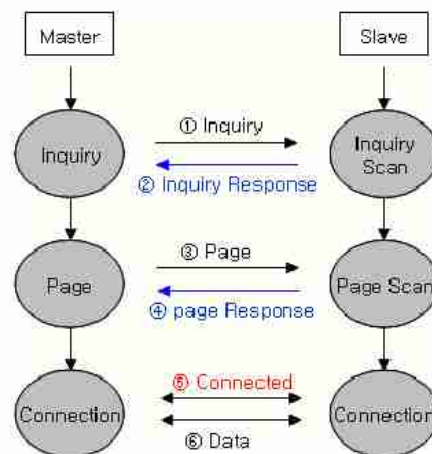 Master
Slave
① Inquiry
Inquiry
Inquiry
Scan
② Inquiry Response
③ Page
Page
Page Scan
④ page Response
⑤ Connected
Connection
Connection
⑥ Data